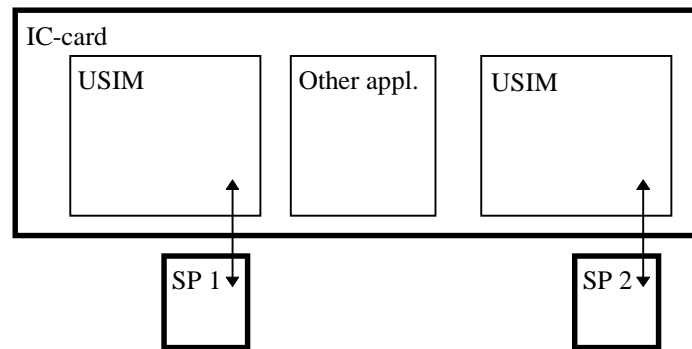 IC-card
USIM
Other appl.
USIM
SP 1
SP 2